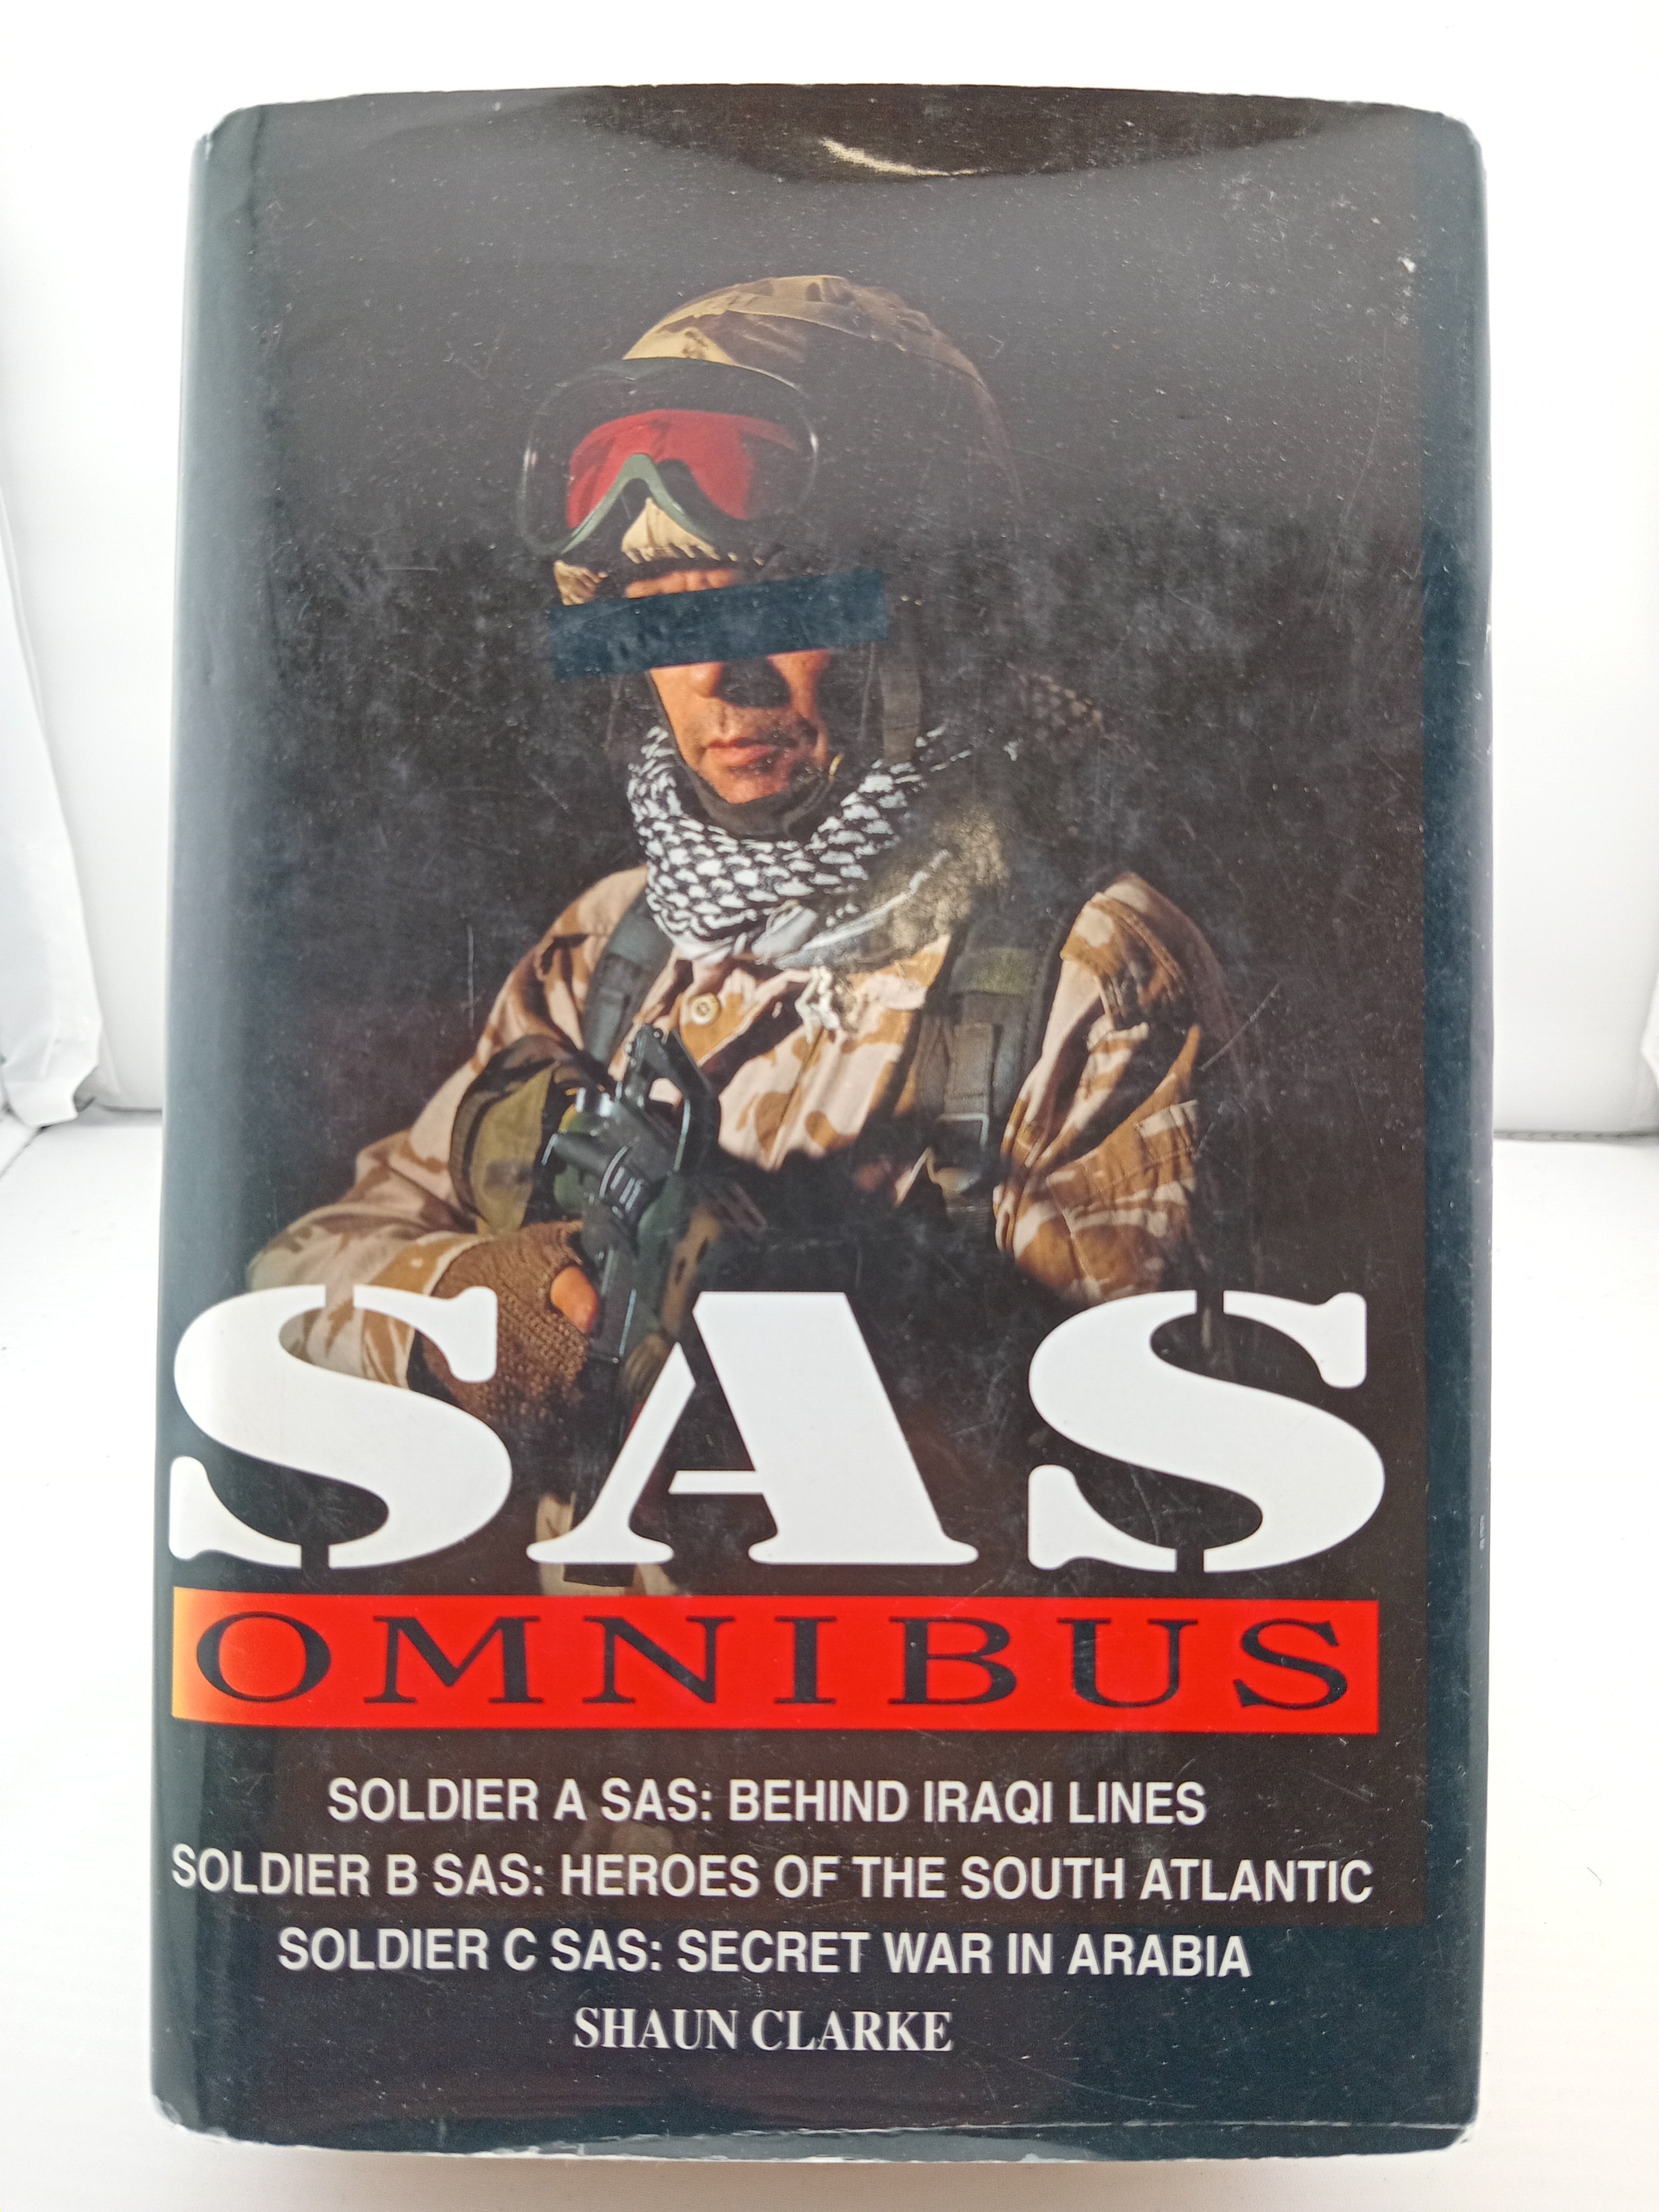 SAS
OMNIBUS
SOLDIER A SAS: BEHIND IRAQI LINES
SOLDIER B SAS: HEROES OF THE SOUTH ATLANTIC
SOLDIER C SAS: SECRET WAR IN ARABIA
SHAUN CLARKE